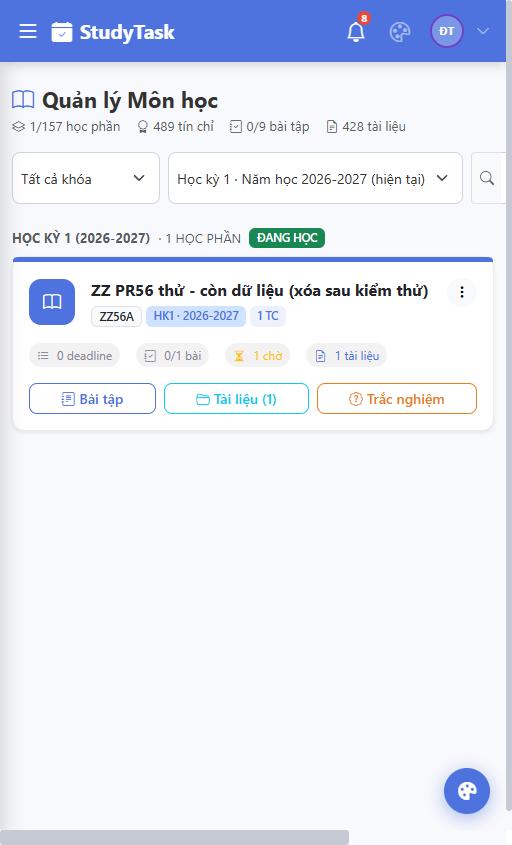 StudyTask
8
ĐT
Quản lý Môn học
1/157 học phần 489 tín chỉ 0/9 bài tập 428 tài liệu
Tất cả khóa
Học kỳ 1 · Năm học 2026-2027 (hiện tại)
HỌC KỲ 1 (2026-2027) · 1 HỌC PHẦN ĐANG HỌC
ZZ PR56 thử - còn dữ liệu (xóa sau kiểm thử)
ZZ56A HK1 · 2026-2027 1 TC
0 deadline 0/1 bài 1 chờ 1 tài liệu
Bài tập Tài liệu (1) Trắc nghiệm